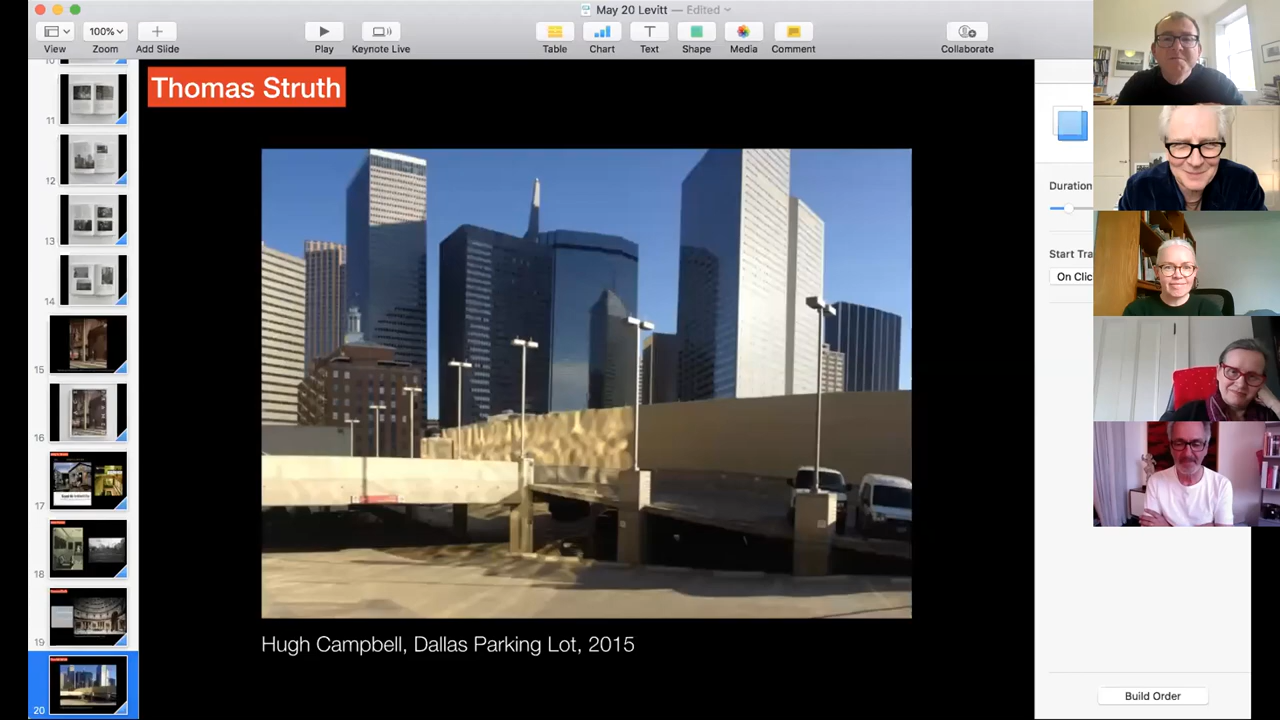 May 20 Levitt — Edited
100%
View
Zoom
Add Slide
Play
Keynote Live
Table
Chart
Text
Shape
Media
Comment
Collaborate
Thomas Struth
11
12
13
14
15
16
17
18
19
20
Hugh Campbell, Dallas Parking Lot, 2015
Duration
Start Tra
On Clic
Build Order